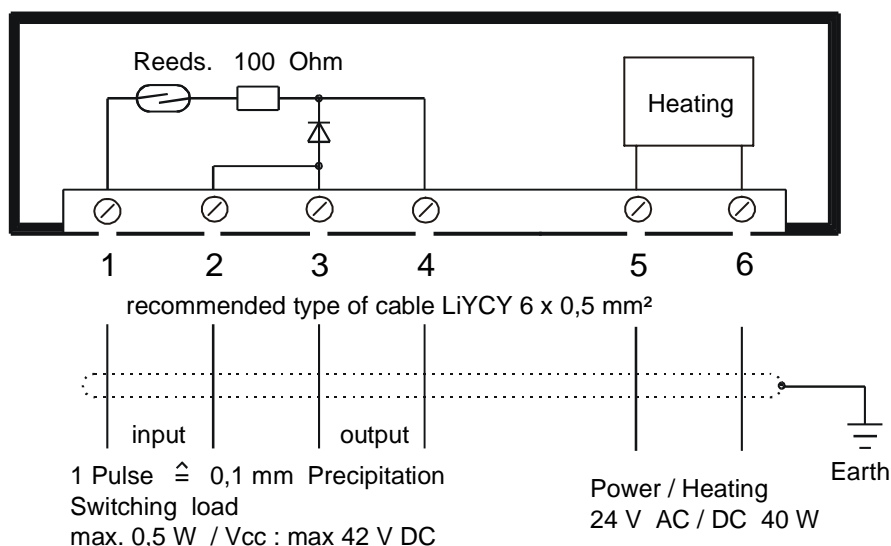 Reeds. 100 Ohm
Heating
1 2 3 4 5 6
recommended type of cable LiYCY 6 x 0,5 mm²
input output
1 Pulse ≙ 0,1 mm Precipitation
Switching load
max. 0,5 W / Vcc : max 42 V DC
Power / Heating
24 V AC / DC 40 W
Earth